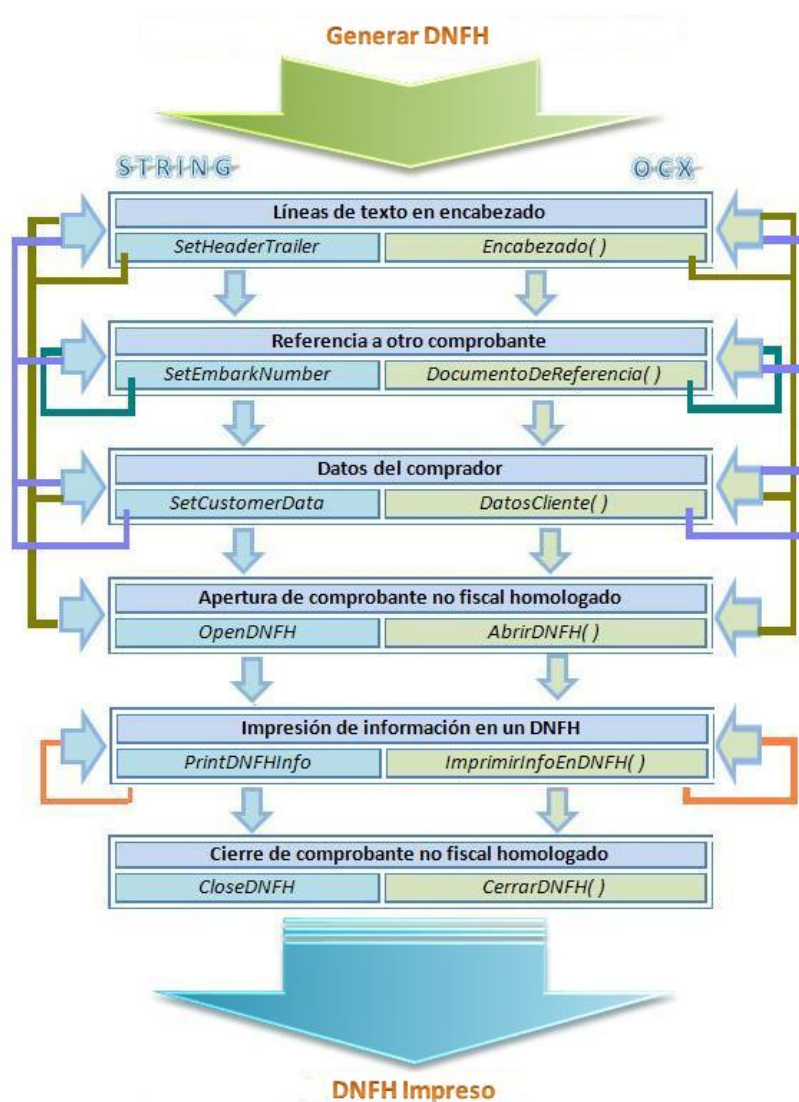 Generar DNFH
STRING OCX
Líneas de texto en encabezado
SetHeaderTrailer Encabezado( )
Referencia a otro comprobante
SetEmbarkNumber DocumentoDeReferencia( )
Datos del comprador
SetCustomerData DatosCliente( )
Apertura de comprobante no fiscal homologado
OpenDNFH AbrirDNFH( )
Impresión de información en un DNFH
PrintDNFHInfo ImprimirInfoEnDNFH( )
Cierre de comprobante no fiscal homologado
CloseDNFH CerrarDNFH( )
DNFH Impreso